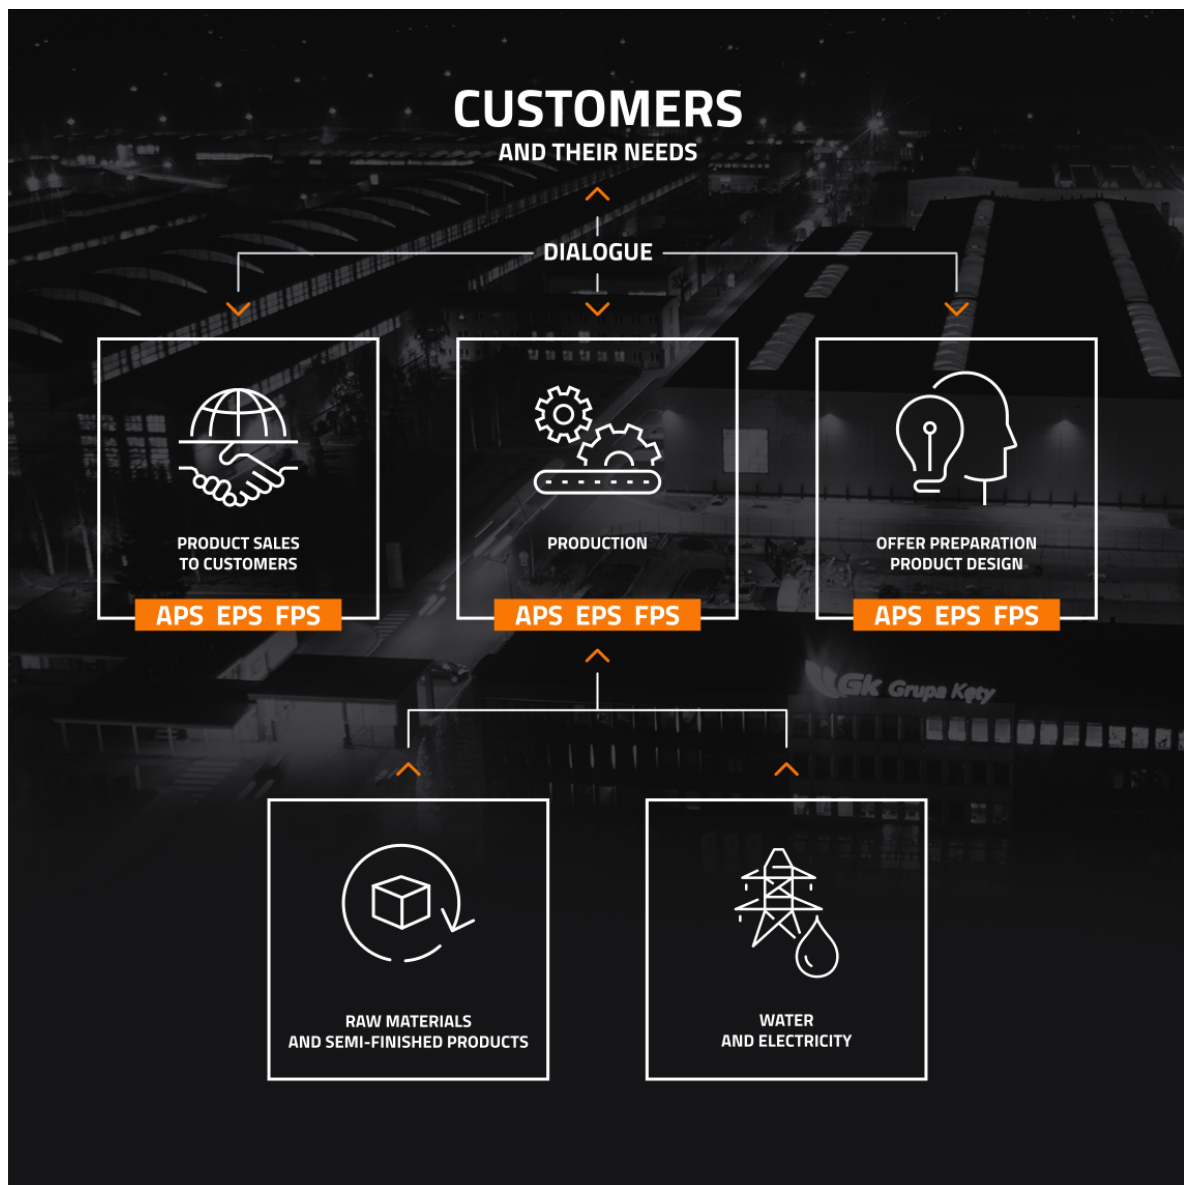 CUSTOMERS
AND THEIR NEEDS
DIALOGUE
PRODUCT SALES
TO CUSTOMERS
APS EPS FPS
PRODUCTION
APS EPS FPS
OFFER PREPARATION
PRODUCT DESIGN
APS EPS FPS
GK Grupa Kęty
RAW MATERIALS
AND SEMI-FINISHED PRODUCTS
WATER
AND ELECTRICITY